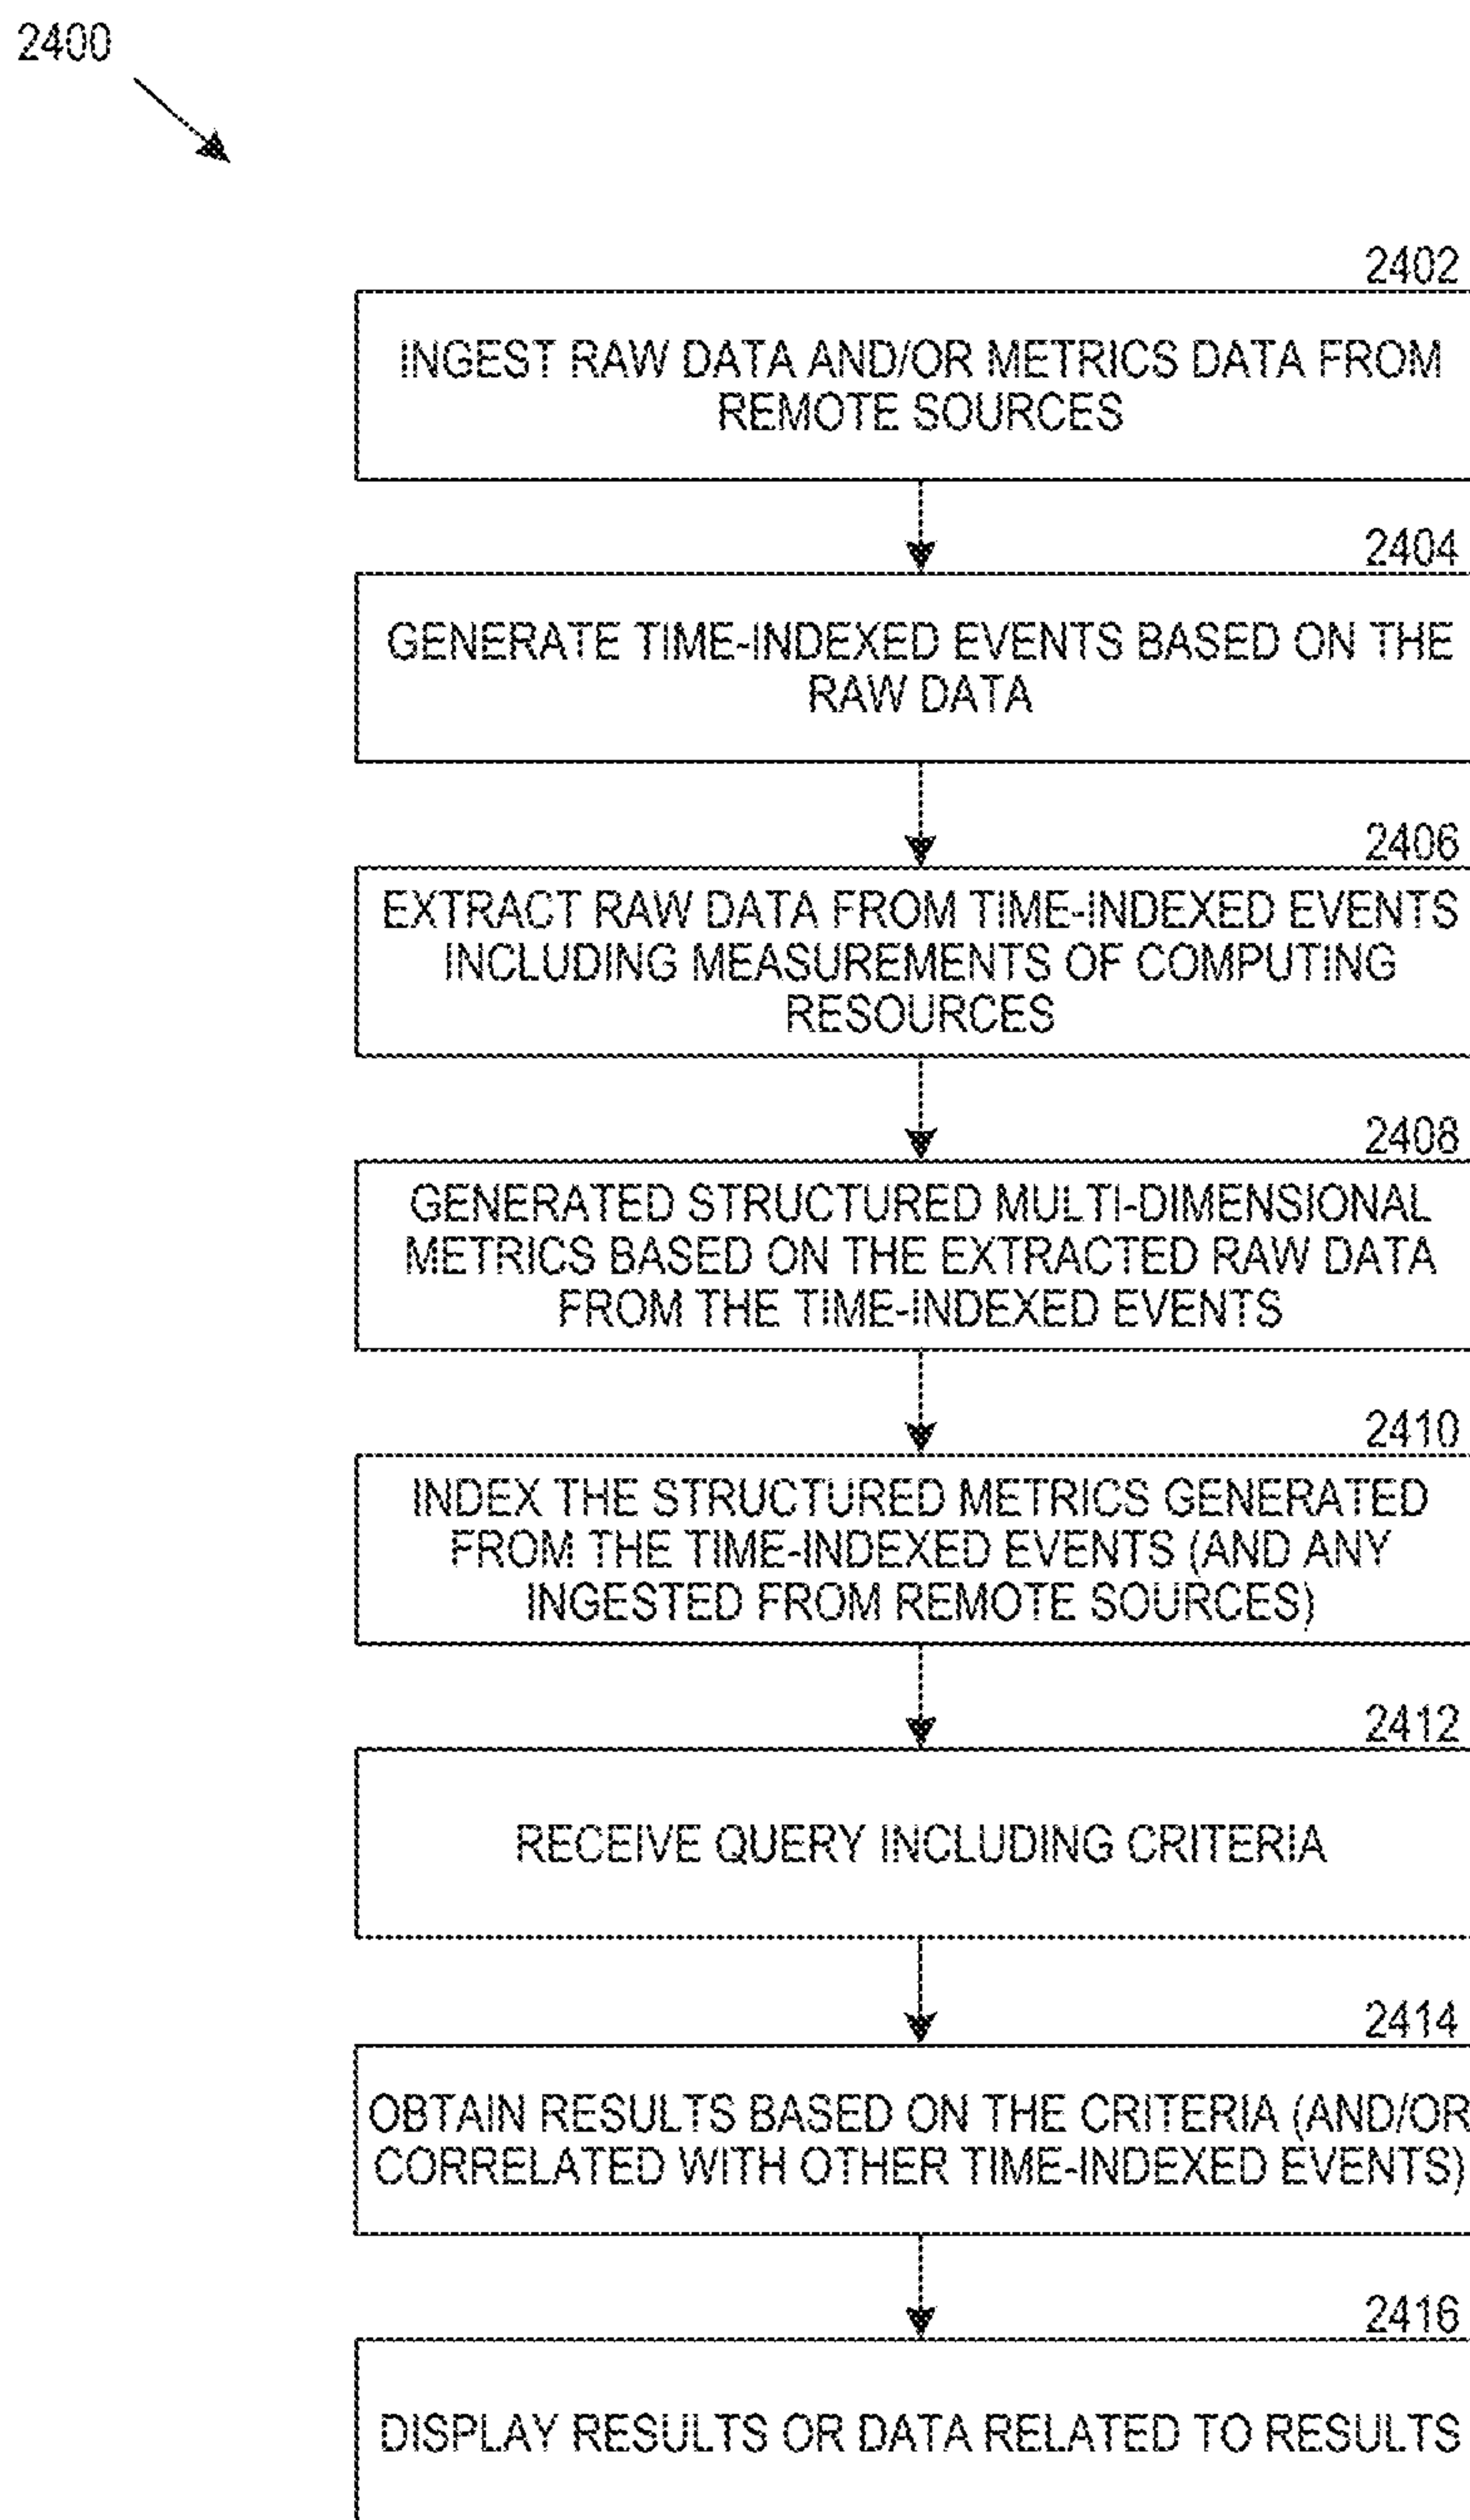 2400
2402
INGEST RAW DATA AND/OR METRICS DATA FROM
REMOTE SOURCES
2404
GENERATE TIME-INDEXED EVENTS BASED ON THE
RAW DATA
2406
EXTRACT RAW DATA FROM TIME-INDEXED EVENTS
INCLUDING MEASUREMENTS OF COMPUTING
RESOURCES
2408
GENERATED STRUCTURED MULTI-DIMENSIONAL
METRICS BASED ON THE EXTRACTED RAW DATA
FROM THE TIME-INDEXED EVENTS
2410
INDEX THE STRUCTURED METRICS GENERATED
FROM THE TIME-INDEXED EVENTS (AND ANY
INGESTED FROM REMOTE SOURCES)
2412
RECEIVE QUERY INCLUDING CRITERIA
2414
OBTAIN RESULTS BASED ON THE CRITERIA (AND/OR
CORRELATED WITH OTHER TIME-INDEXED EVENTS)
2416
DISPLAY RESULTS OR DATA RELATED TO RESULTS